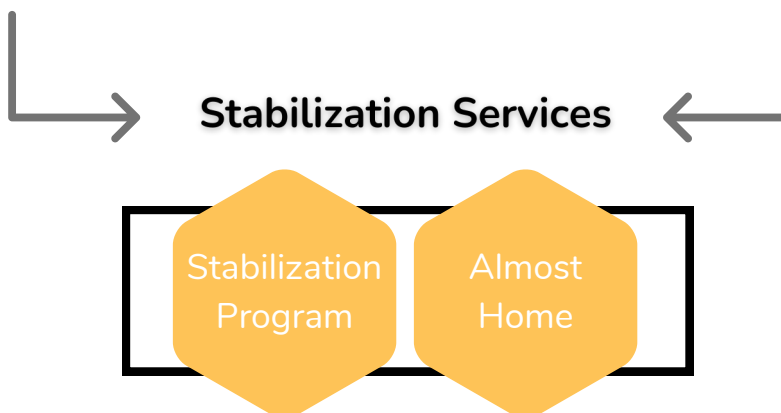 Stabilization Services
Stabilization
Program
Almost
Home